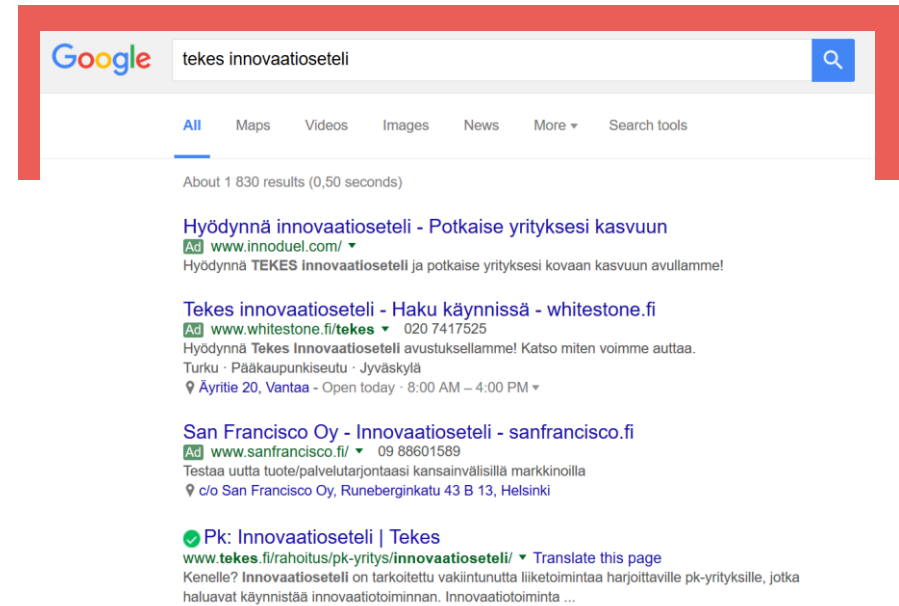 Google tekes innovaatioseteli
All Maps Videos Images News More Search tools
About 1 830 results (0,50 seconds)
Hyödynnä innovaatioseteli - Potkaise yrityksesi kasvuun
Ad www.innoduel.com/
Hyödynnä TEKES innovaatioseteli ja potkaise yrityksesi kovaan kasvuun avullamme!
Tekes innovaatioseteli - Haku käynnissä - whitestone.fi
Ad www.whitestone.fi/tekes 020 7417525
Hyödynnä Tekes Innovaatioseteli avustuksellamme! Katso miten voimme auttaa.
Turku · Pääkaupunkiseutu · Jyväskylä
Äyritie 20, Vantaa - Open today · 8:00 AM – 4:00 PM
San Francisco Oy - Innovaatioseteli - sanfrancisco.fi
Ad www.sanfrancisco.fi/ 09 88601589
Testaa uutta tuote/palvelutarjontaasi kansainvälisillä markkinoilla
c/o San Francisco Oy, Runeberginkatu 43 B 13, Helsinki
Pk: Innovaatioseteli | Tekes
www.tekes.fi/rahoitus/pk-yritys/innovaatioseteli/ Translate this page
Kenelle? Innovaatioseteli on tarkoitettu vakiintunutta liiketoimintaa harjoittaville pk-yrityksille, jotka
haluavat käynnistää innovaatiotoiminnan. Innovaatiotoiminta ...